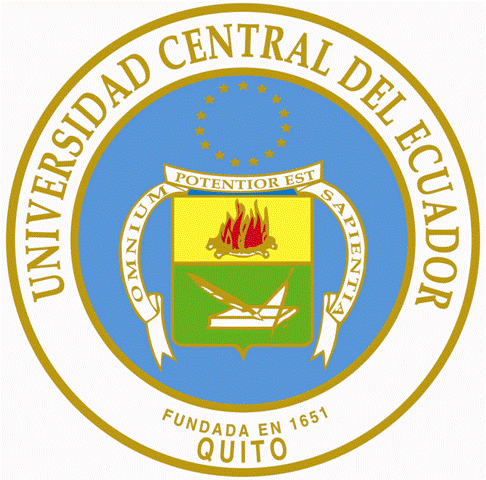 UNIVERSIDAD CENTRAL DEL ECUADOR
OMNIUM POTENTIOR EST SAPIENTIA
FUNDADA EN 1651
QUITO